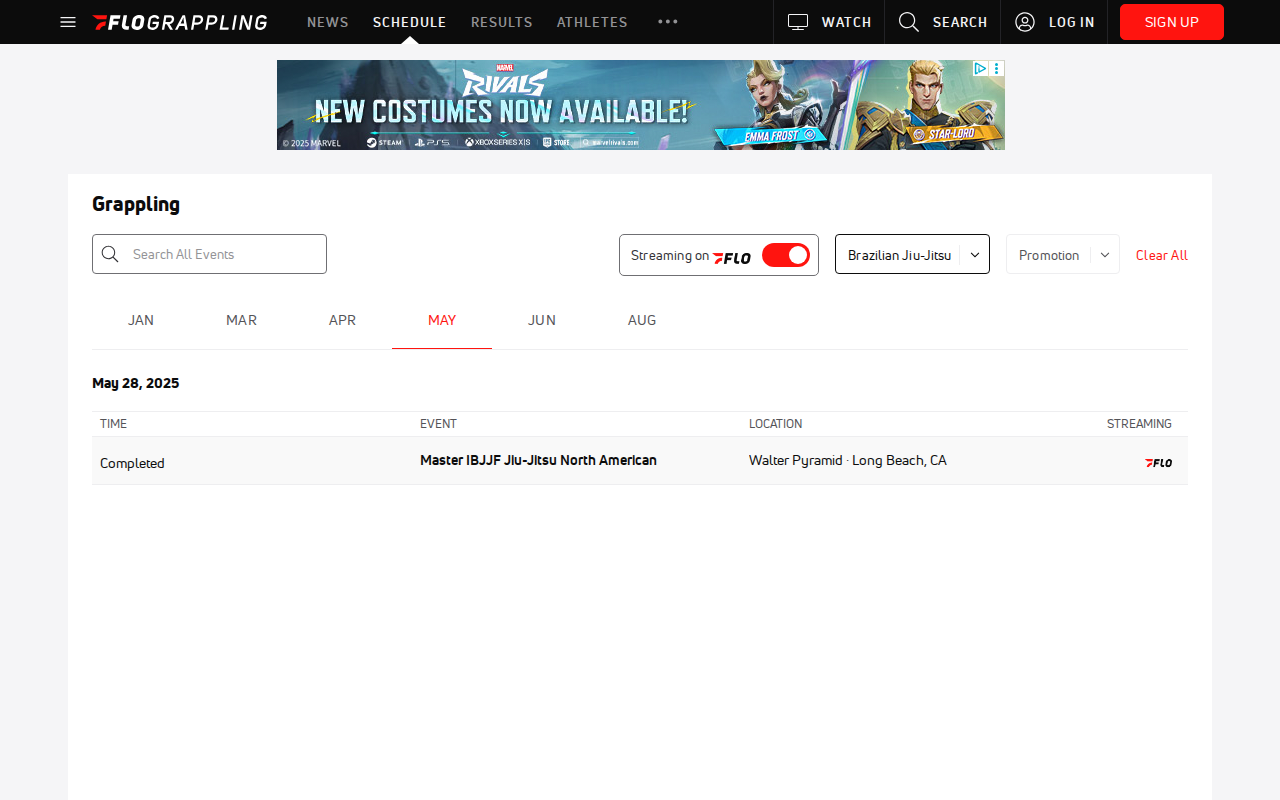 FLOGRAPPLING NEWS SCHEDULE RESULTS ATHLETES WATCH SEARCH LOG IN SIGN UP
MARVEL
RIVALS
NEW COSTUMES NOW AVAILABLE!
EMMA FROST STAR-LORD
© 2025 MARVEL STEAM PS5 XBOX SERIES X|S STORE marvelrivals.com
Grappling
Search All Events Streaming on FLO Brazilian Jiu-Jitsu Promotion Clear All
JAN MAR APR MAY JUN AUG
May 28, 2025
TIME EVENT LOCATION STREAMING
Completed Master IBJJF Jiu-Jitsu North American Walter Pyramid · Long Beach, CA FLO